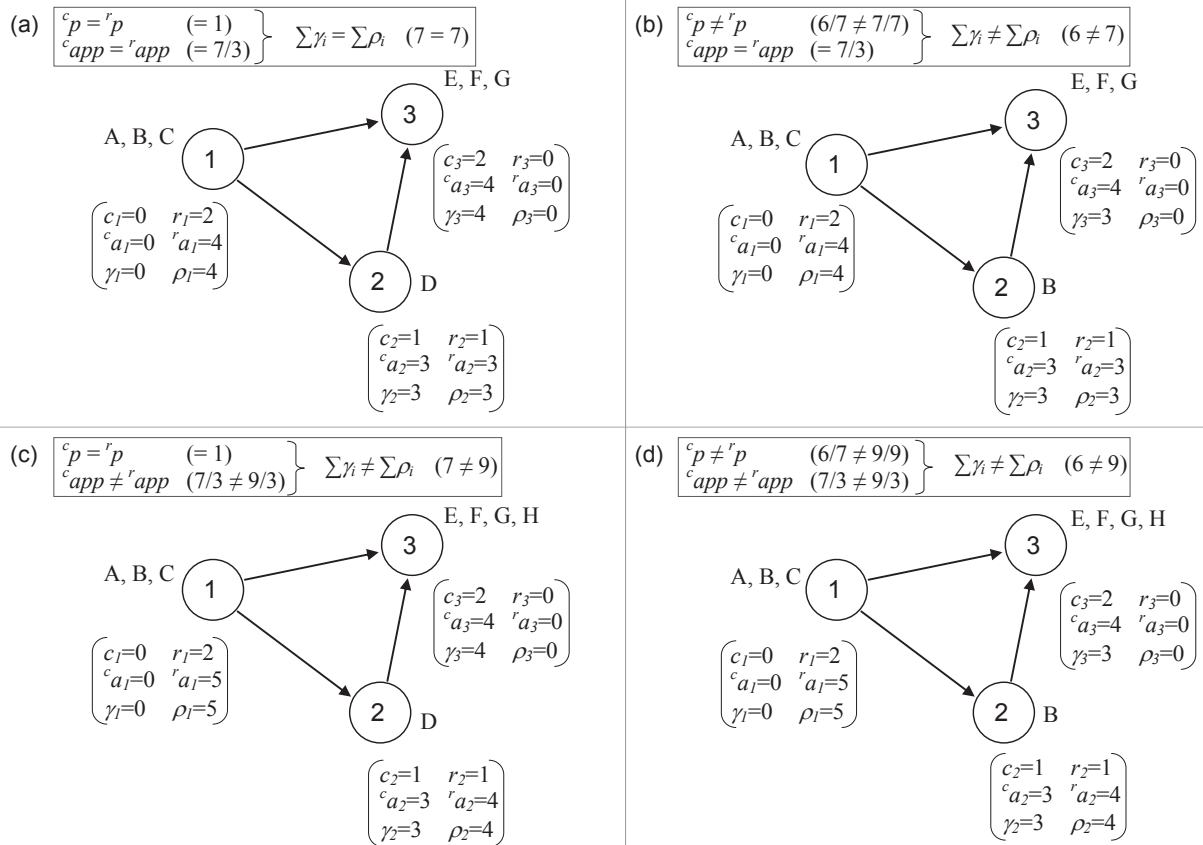 (a)
ᶜp = ʳp (= 1)
ᶜapp = ʳapp (= 7/3)
∑γᵢ = ∑ρᵢ (7 = 7)
E, F, G
3
A, B, C
1
c₃=2 r₃=0
ᶜa₃=4 ʳa₃=0
γ₃=4 ρ₃=0
c₁=0 r₁=2
ᶜa₁=0 ʳa₁=4
γ₁=0 ρ₁=4
2
D
c₂=1 r₂=1
ᶜa₂=3 ʳa₂=3
γ₂=3 ρ₂=3
(b)
ᶜp ≠ ʳp (6/7 ≠ 7/7)
ᶜapp = ʳapp (= 7/3)
∑γᵢ ≠ ∑ρᵢ (6 ≠ 7)
E, F, G
3
A, B, C
1
c₃=2 r₃=0
ᶜa₃=4 ʳa₃=0
γ₃=3 ρ₃=0
c₁=0 r₁=2
ᶜa₁=0 ʳa₁=4
γ₁=0 ρ₁=4
2
B
c₂=1 r₂=1
ᶜa₂=3 ʳa₂=3
γ₂=3 ρ₂=3
(c)
ᶜp = ʳp (= 1)
ᶜapp ≠ ʳapp (7/3 ≠ 9/3)
∑γᵢ ≠ ∑ρᵢ (7 ≠ 9)
E, F, G, H
3
A, B, C
1
c₃=2 r₃=0
ᶜa₃=4 ʳa₃=0
γ₃=4 ρ₃=0
c₁=0 r₁=2
ᶜa₁=0 ʳa₁=5
γ₁=0 ρ₁=5
2
D
c₂=1 r₂=1
ᶜa₂=3 ʳa₂=4
γ₂=3 ρ₂=4
(d)
ᶜp ≠ ʳp (6/7 ≠ 9/9)
ᶜapp ≠ ʳapp (7/3 ≠ 9/3)
∑γᵢ ≠ ∑ρᵢ (6 ≠ 9)
E, F, G, H
3
A, B, C
1
c₃=2 r₃=0
ᶜa₃=4 ʳa₃=0
γ₃=3 ρ₃=0
c₁=0 r₁=2
ᶜa₁=0 ʳa₁=5
γ₁=0 ρ₁=5
2
B
c₂=1 r₂=1
ᶜa₂=3 ʳa₂=4
γ₂=3 ρ₂=4